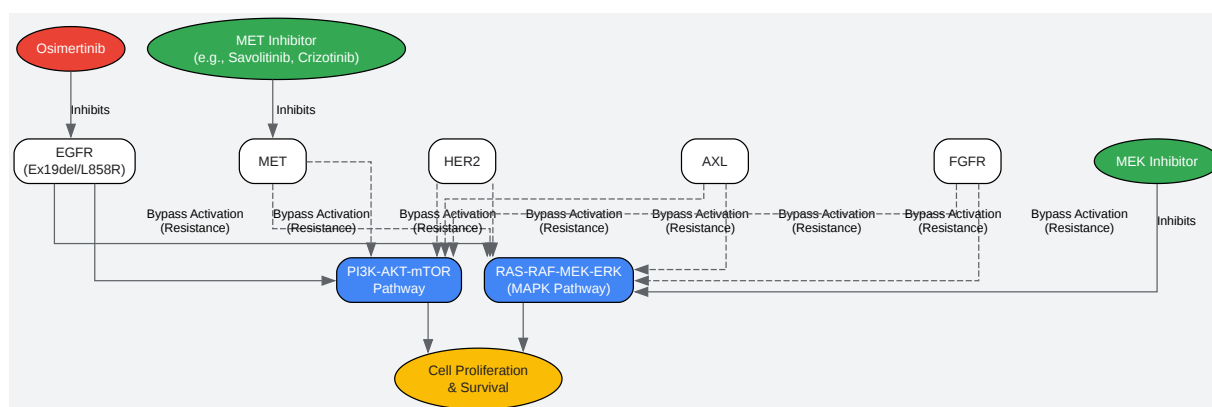 Osimertinib
MET Inhibitor
(e.g., Savolitinib, Crizotinib)
Inhibits
Inhibits
EGFR
(Ex19del/L858R)
MET
HER2
AXL
FGFR
MEK Inhibitor
Bypass Activation
(Resistance)
Bypass Activation
(Resistance)
Bypass Activation
(Resistance)
Bypass Activation
(Resistance)
Bypass Activation
(Resistance)
Bypass Activation
(Resistance)
Bypass Activation
(Resistance)
Bypass Activation
(Resistance)
Inhibits
PI3K-AKT-mTOR
Pathway
RAS-RAF-MEK-ERK
(MAPK Pathway)
Cell Proliferation
& Survival